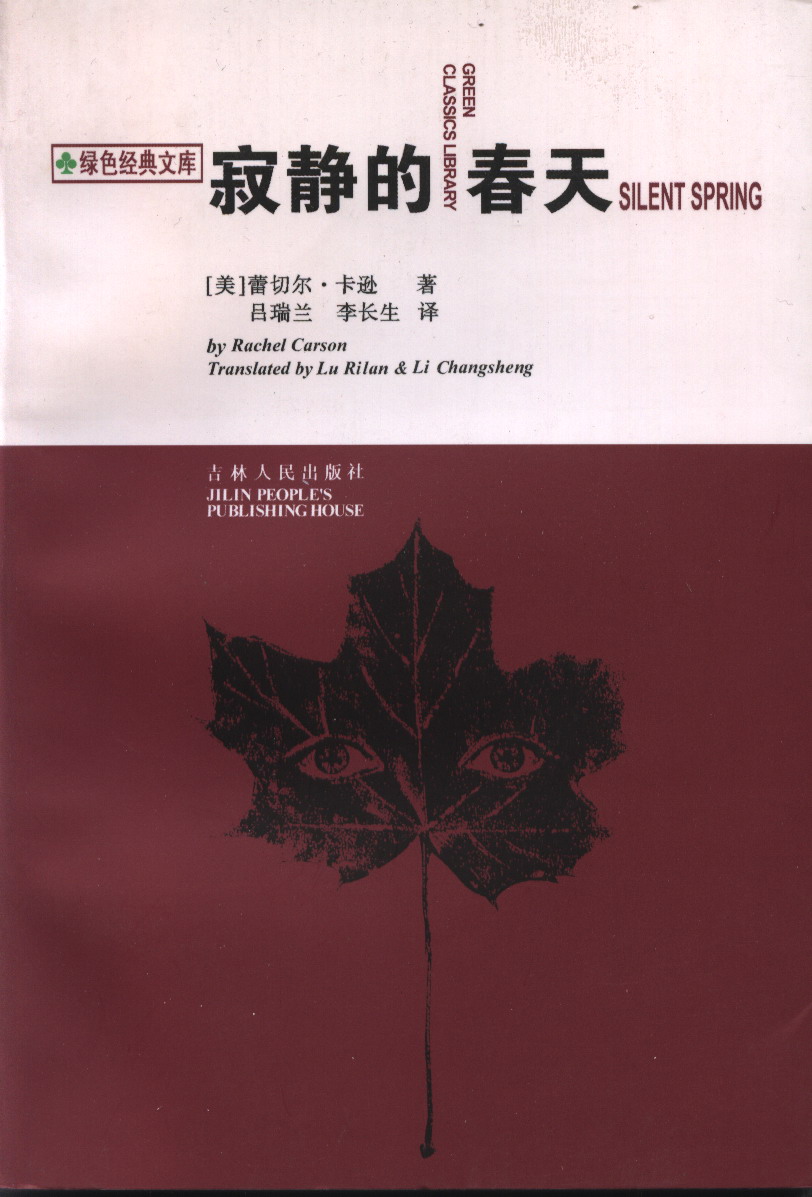 绿色经典文库
寂静的春天
GREEN
CLASSICS LIBRARY
SILENT SPRING
[美]蕾切尔·卡逊 著
吕瑞兰 李长生 译
by Rachel Carson
Translated by Lu Rilan & Li Changsheng
吉林人民出版社
JILIN PEOPLE'S
PUBLISHING HOUSE